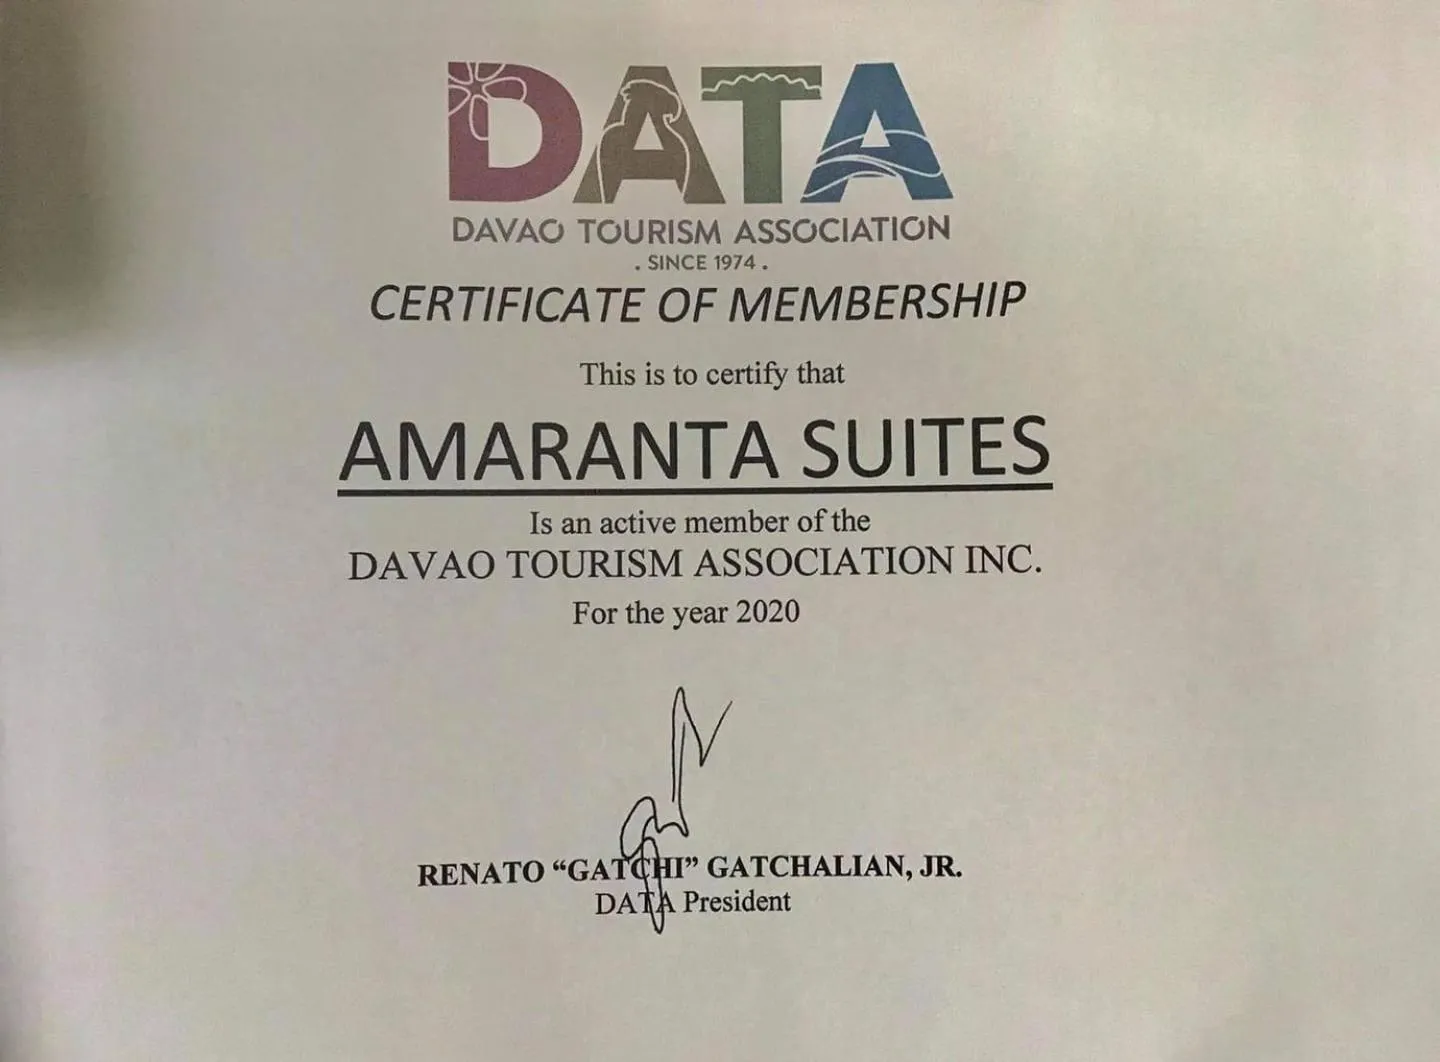 DATA
DAVAO TOURISM ASSOCIATION
. SINCE 1974 .
CERTIFICATE OF MEMBERSHIP
This is to certify that
AMARANTA SUITES
Is an active member of the
DAVAO TOURISM ASSOCIATION INC.
For the year 2020
RENATO “GATCHI” GATCHALIAN, JR.
DATA President